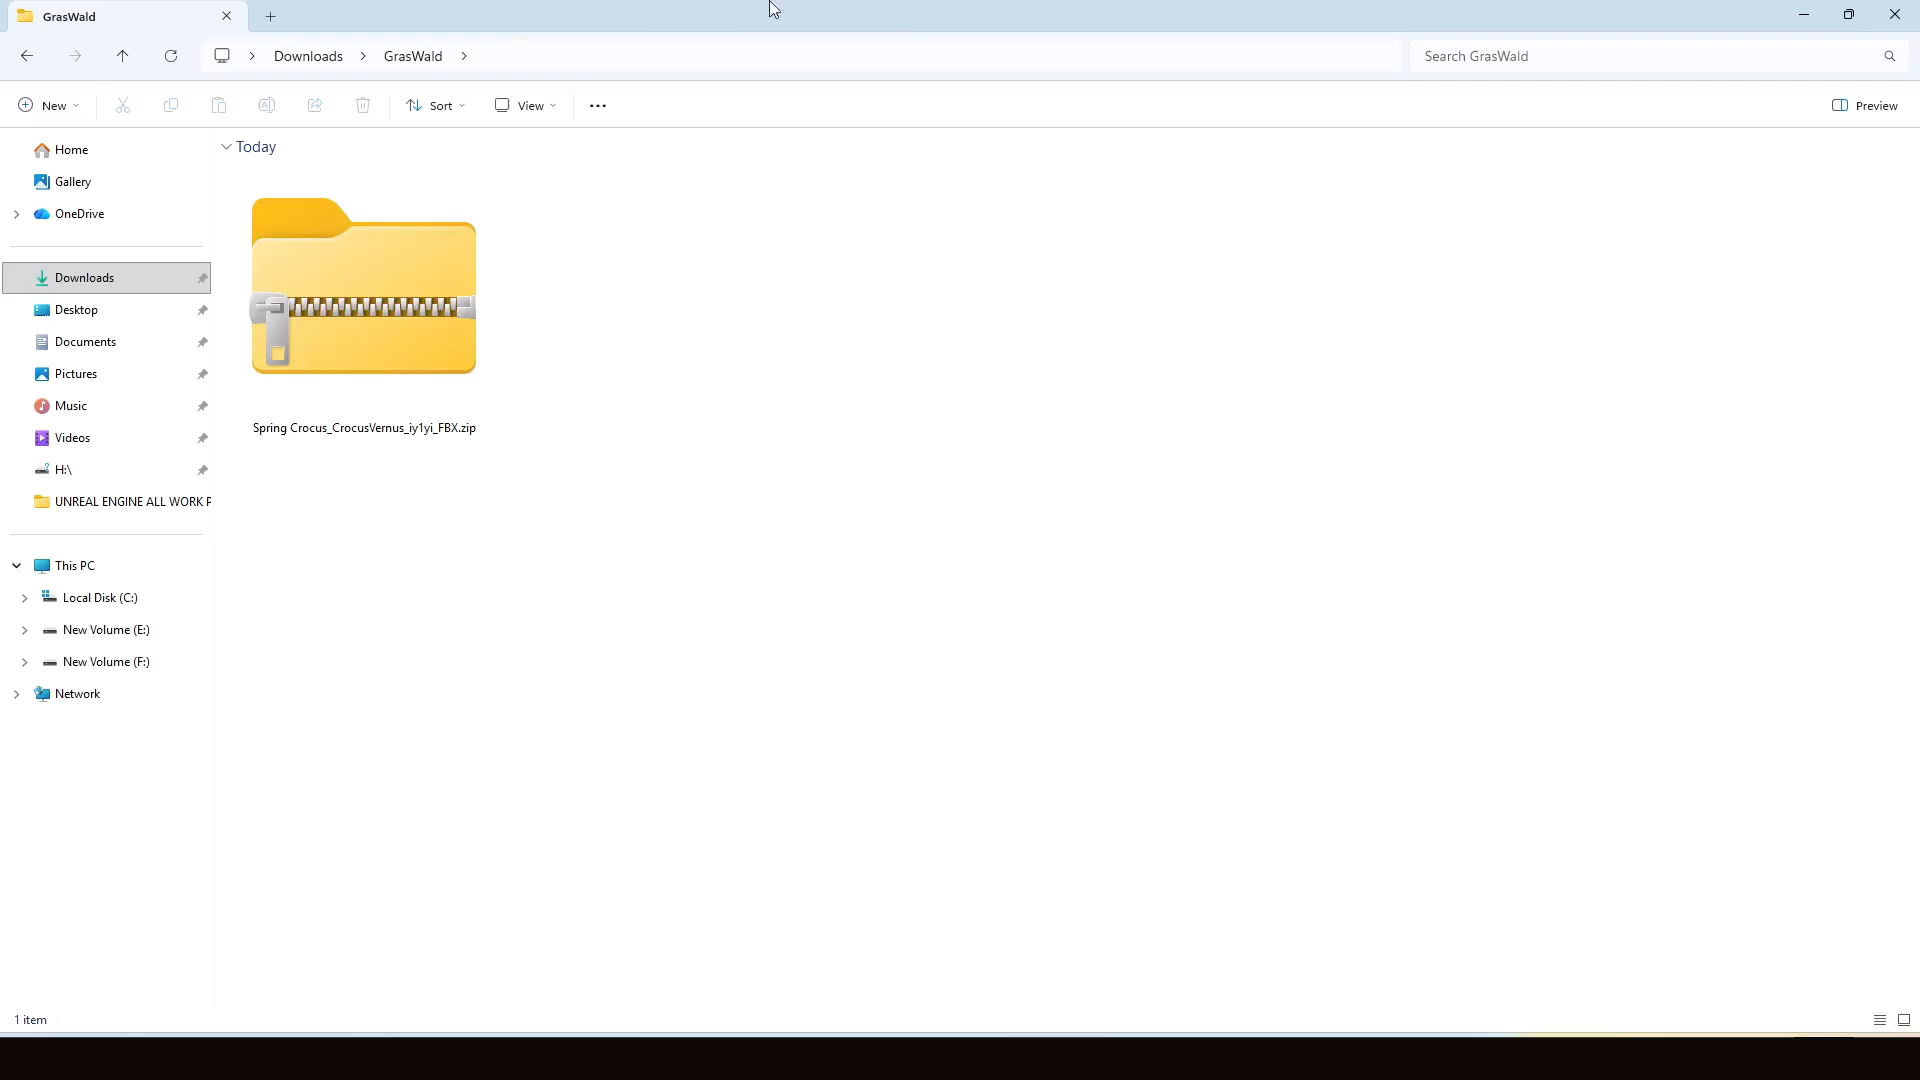 GrasWald
Downloads > GrasWald >
Search GrasWald
New
Sort
View
Preview
Home
Gallery
OneDrive
Downloads
Desktop
Documents
Pictures
Music
Videos
H:\
UNREAL ENGINE ALL WORK P
This PC
Local Disk (C:)
New Volume (E:)
New Volume (F:)
Network
Today
Spring Crocus_CrocusVernus_iy1yi_FBX.zip
1 item